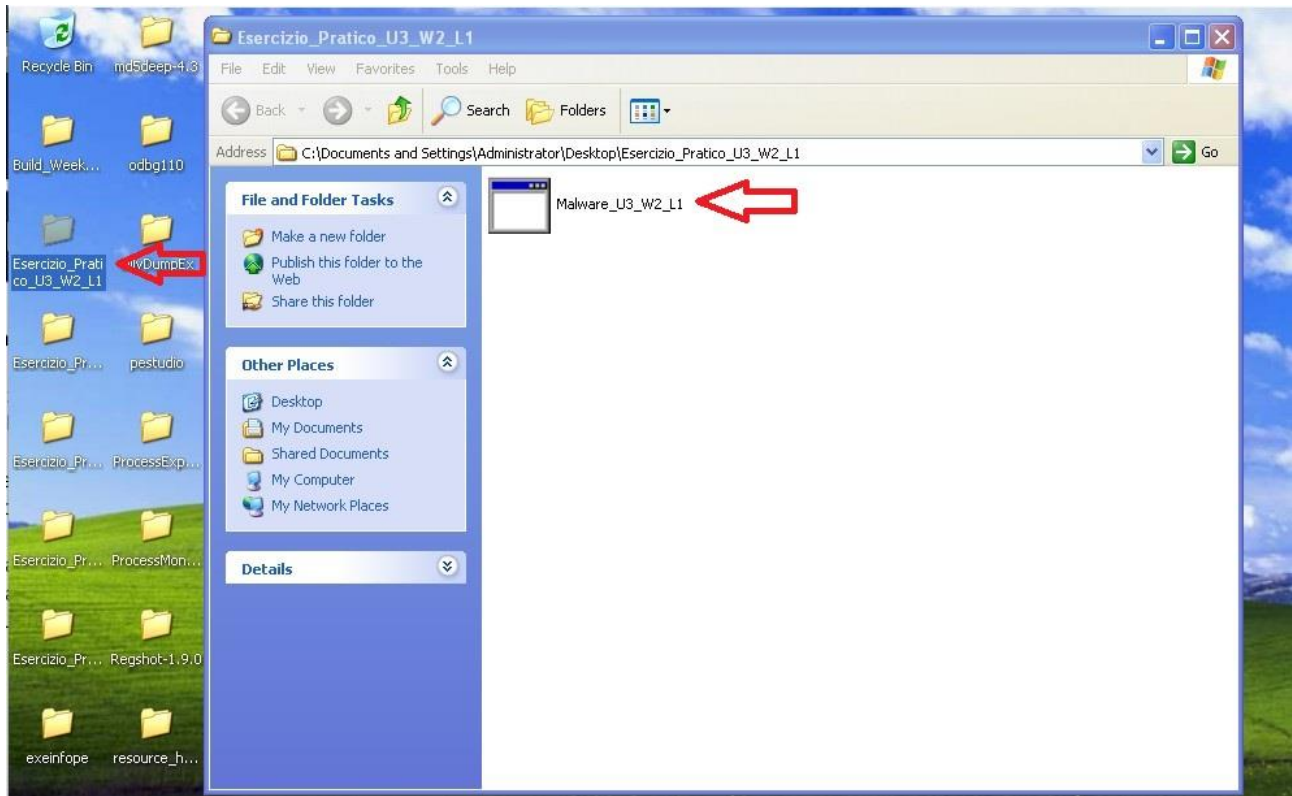 Recycle Bin
md5deep-4.3
Build_Week...
odbg110
Esercizio_Prati
co_U3_W2_L1
llyDumpEx
Esercizio_Pr...
pestudio
Esercizio_Pr...
ProcessExp...
Esercizio_Pr...
ProcessMon...
Esercizio_Pr...
Regshot-1.9.0
exeinfope
resource_h...
Esercizio_Pratico_U3_W2_L1
File Edit View Favorites Tools Help
Back Search Folders
Address C:\Documents and Settings\Administrator\Desktop\Esercizio_Pratico_U3_W2_L1 Go
File and Folder Tasks
Make a new folder
Publish this folder to the
Web
Share this folder
Other Places
Desktop
My Documents
Shared Documents
My Computer
My Network Places
Details
Malware_U3_W2_L1